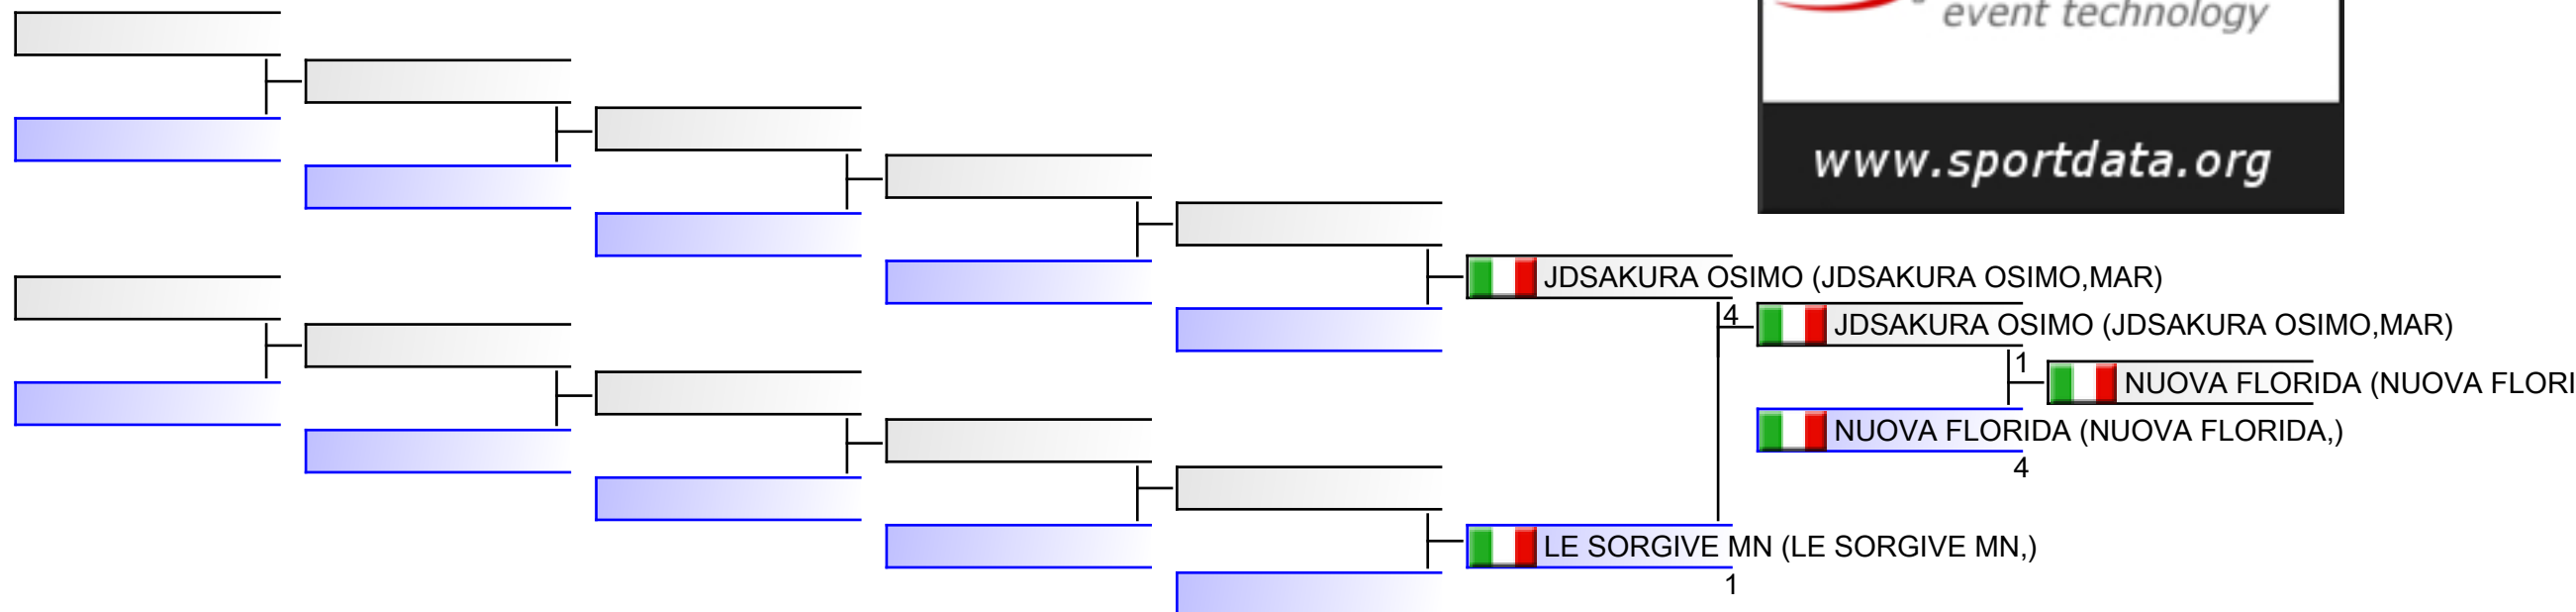 event technology
www.sportdata.org
JDSAKURA OSIMO (JDSAKURA OSIMO,MAR)
4
JDSAKURA OSIMO (JDSAKURA OSIMO,MAR)
1
NUOVA FLORIDA (NUOVA FLORI
NUOVA FLORIDA (NUOVA FLORIDA,)
4
LE SORGIVE MN (LE SORGIVE MN,)
1